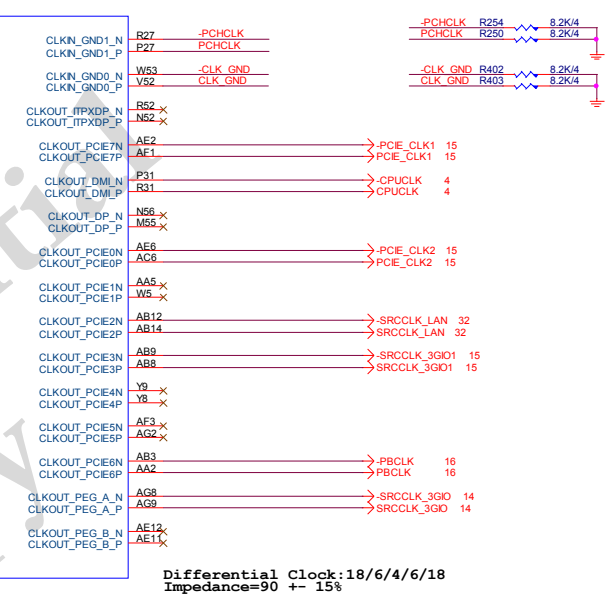 CLKIN_GND1_N R27 -PCHCLK
CLKIN_GND1_P P27 PCHCLK
-PCHCLK R254 8.2K/4
PCHCLK R250 8.2K/4
CLKIN_GND0_N W53 -CLK_GND
CLKIN_GND0_P V52 CLK_GND
-CLK_GND R402 8.2K/4
CLK_GND R403 8.2K/4
CLKOUT_ITPXDP_N R52
CLKOUT_ITPXDP_P N52
CLKOUT_PCIE7N AE2 -PCIE_CLK1 15
CLKOUT_PCIE7P AF1 PCIE_CLK1 15
CLKOUT_DMI_N P31 -CPUCLK 4
CLKOUT_DMI_P R31 CPUCLK 4
CLKOUT_DP_N N56
CLKOUT_DP_P M55
CLKOUT_PCIE0N AE6 -PCIE_CLK2 15
CLKOUT_PCIE0P AC6 PCIE_CLK2 15
CLKOUT_PCIE1N AA5
CLKOUT_PCIE1P W5
CLKOUT_PCIE2N AB12 -SRCCLK_LAN 32
CLKOUT_PCIE2P AB14 SRCCLK_LAN 32
CLKOUT_PCIE3N AB9 -SRCCLK_3GIO1 15
CLKOUT_PCIE3P AB8 SRCCLK_3GIO1 15
CLKOUT_PCIE4N Y9
CLKOUT_PCIE4P Y8
CLKOUT_PCIE5N AF3
CLKOUT_PCIE5P AG2
CLKOUT_PCIE6N AB3 -PBCLK 16
CLKOUT_PCIE6P AA2 PBCLK 16
CLKOUT_PEG_A_N AG8 -SRCCLK_3GIO 14
CLKOUT_PEG_A_P AG9 SRCCLK_3GIO 14
CLKOUT_PEG_B_N AE12
CLKOUT_PEG_B_P AE11
Differential Clock:18/6/4/6/18
Impedance=90 +- 15%